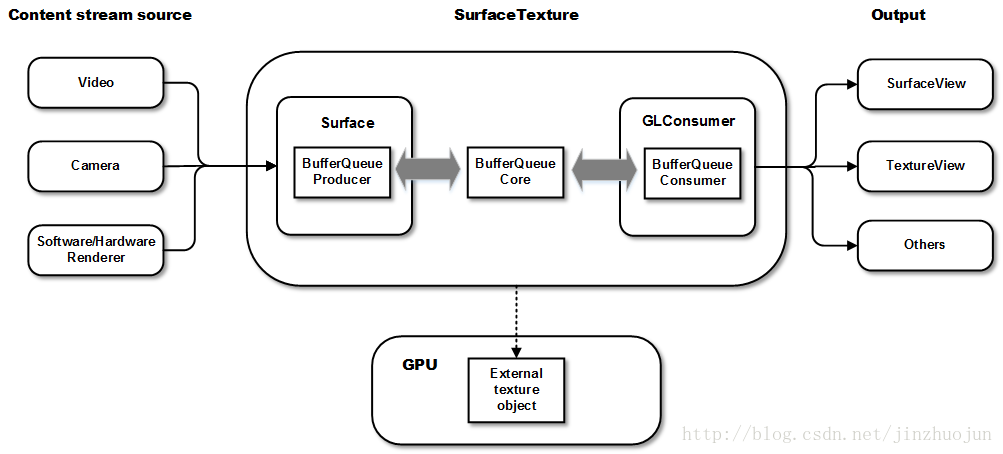 Content stream source
SurfaceTexture
Output
Video
Camera
Software/Hardware
Renderer
Surface
BufferQueue
Producer
BufferQueue
Core
GLConsumer
BufferQueue
Consumer
SurfaceView
TextureView
Others
GPU
External
texture
object
http://blog.csdn.net/jinzhuojun